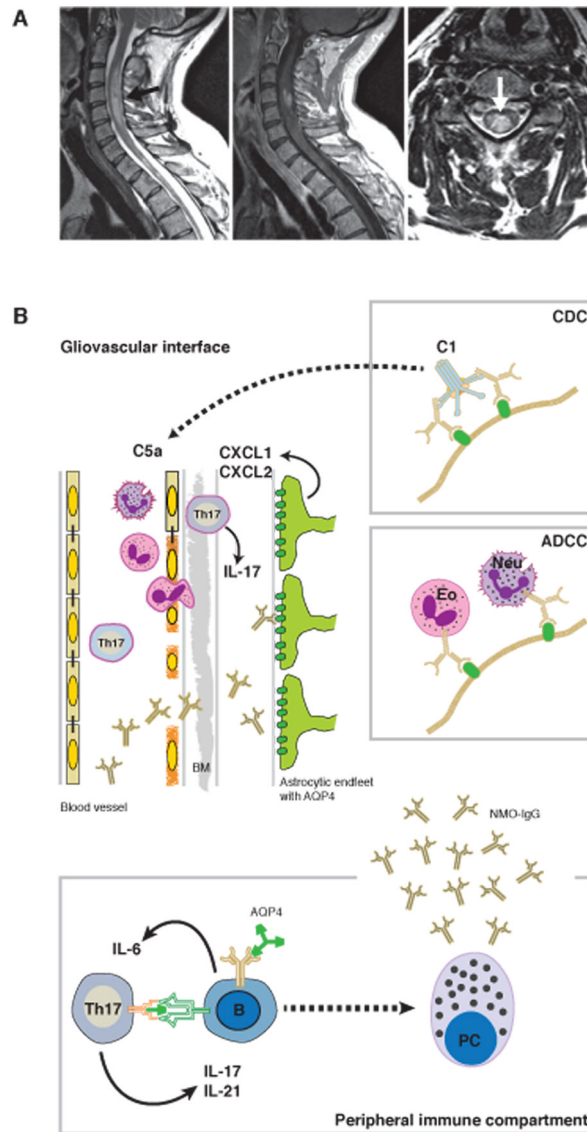 A
B
Gliovascular interface
CDC
C1
C5a
CXCL1
CXCL2
Th17
IL-17
Th17
BM
Blood vessel
Astrocytic endfeet
with AQP4
ADCC
Neu
Eo
NMO-IgG
AQP4
IL-6
Th17
B
IL-17
IL-21
PC
Peripheral immune compartment